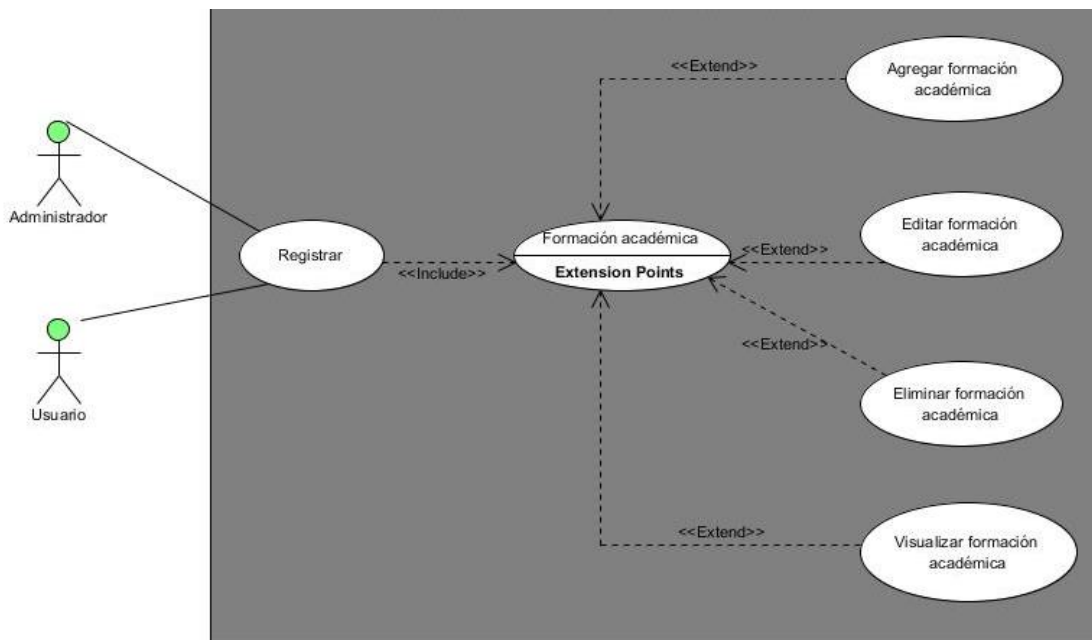 <<Extend>>
Agregar formación
académica
Administrador
Registrar
<<Include>>
Formación académica
Extension Points
<<Extend>>
Editar formación
académica
<<Extend>>
Eliminar formación
académica
Usuario
<<Extend>>
Visualizar formación
académica